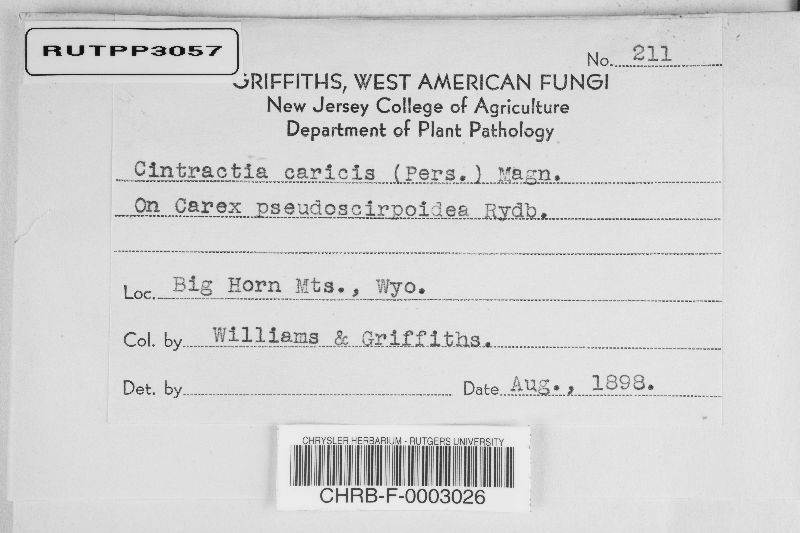 RUTPP3057
No. 211
GRIFFITHS, WEST AMERICAN FUNGI
New Jersey College of Agriculture
Department of Plant Pathology
Cintractia caricis (Pers.) Magn.
On Carex pseudoscirpoidea Rydb.
Loc. Big Horn Mts., Wyo.
Col. by Williams & Griffiths.
Det. by Date Aug., 1898.
CHRYSLER HERBARIUM - RUTGERS UNIVERSITY
CHRB-F-0003026